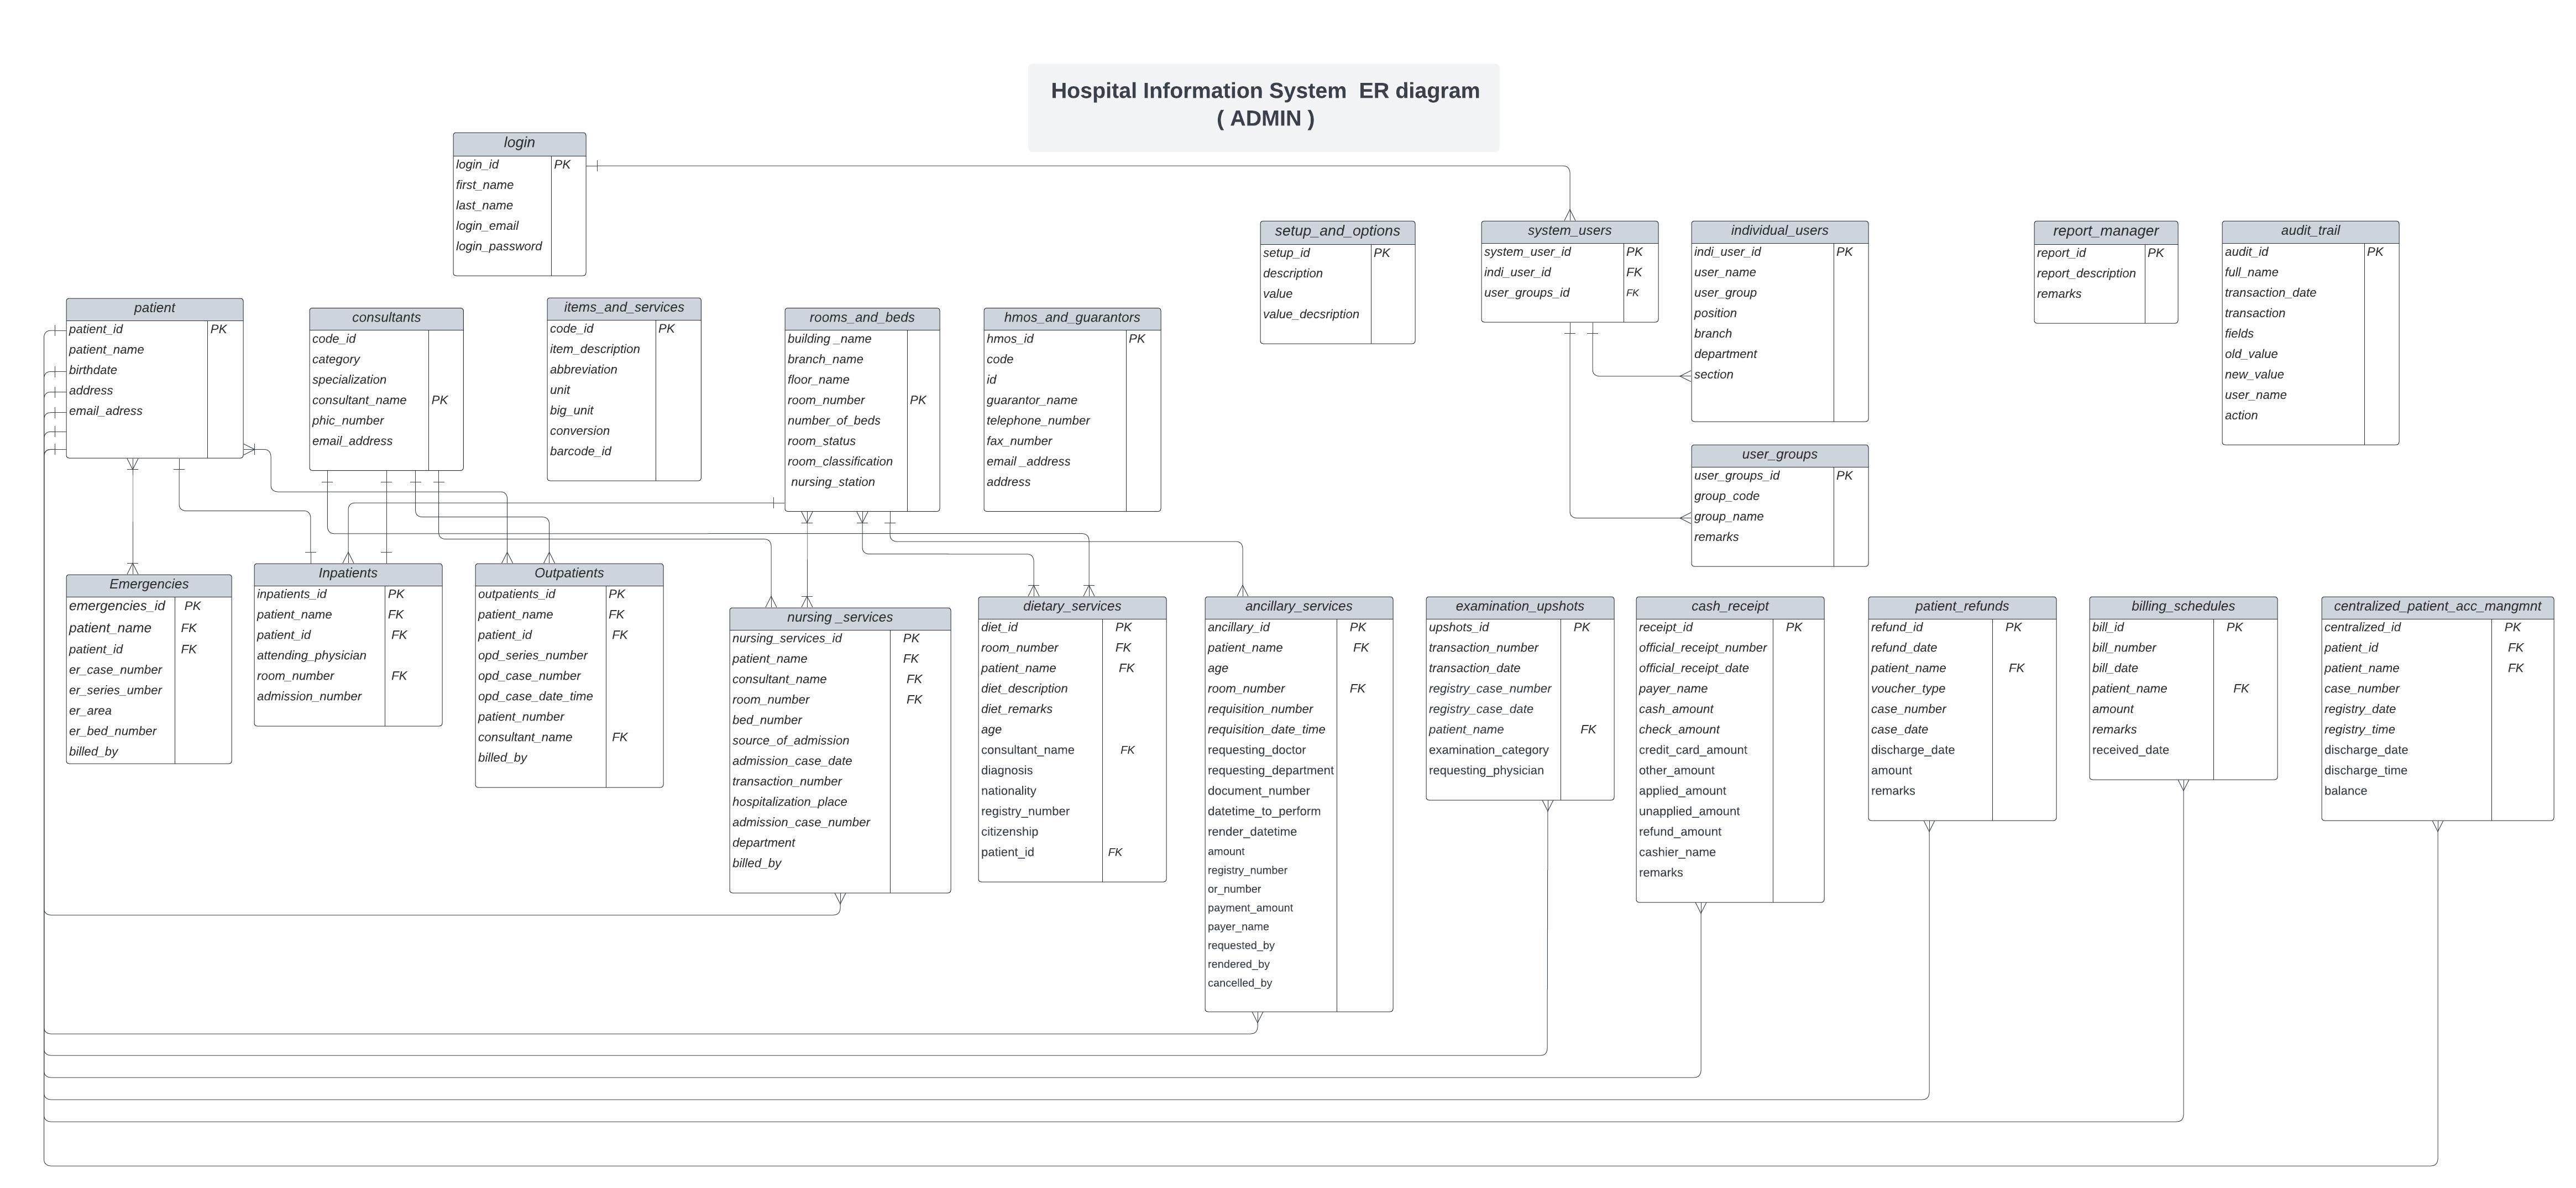 Hospital Information System  ER diagram
( ADMIN )
login
login_id PK
first_name
last_name
login_email
login_password
setup_and_options
setup_id PK
description
value
value_decsription
system_users
system_user_id PK
indi_user_id FK
user_groups_id FK
individual_users
indi_user_id PK
user_name
user_group
position
branch
department
section
report_manager
report_id PK
report_description
remarks
audit_trail
audit_id PK
full_name
transaction_date
transaction
fields
old_value
new_value
user_name
action
patient
patient_id PK
patient_name
birthdate
address
email_adress
consultants
code_id
category
specialization
consultant_name PK
phic_number
email_address
items_and_services
code_id PK
item_description
abbreviation
unit
big_unit
conversion
barcode_id
rooms_and_beds
building _name
branch_name
floor_name
room_number PK
number_of_beds
room_status
room_classification
nursing_station
hmos_and_guarantors
hmos_id PK
code
id
guarantor_name
telephone_number
fax_number
email _address
address
user_groups
user_groups_id PK
group_code
group_name
remarks
Emergencies
emergencies_id PK
patient_name FK
patient_id FK
er_case_number
er_series_umber
er_area
er_bed_number
billed_by
Inpatients
inpatients_id PK
patient_name FK
patient_id FK
attending_physician
room_number FK
admission_number
Outpatients
outpatients_id PK
patient_name FK
patient_id FK
opd_series_number
opd_case_number
opd_case_date_time
patient_number
consultant_name FK
billed_by
nursing _services
nursing_services_id PK
patient_name FK
consultant_name FK
room_number FK
bed_number
source_of_admission
admission_case_date
transaction_number
hospitalization_place
admission_case_number
department
billed_by
dietary_services
diet_id PK
room_number FK
patient_name FK
diet_description
diet_remarks
age
consultant_name FK
diagnosis
nationality
registry_number
citizenship
patient_id FK
ancillary_services
ancillary_id PK
patient_name FK
age
room_number FK
requisition_number
requisition_date_time
requesting_doctor
requesting_department
document_number
datetime_to_perform
render_datetime
amount
registry_number
or_number
payment_amount
payer_name
requested_by
rendered_by
cancelled_by
examination_upshots
upshots_id PK
transaction_number
transaction_date
registry_case_number
registry_case_date
patient_name FK
examination_category
requesting_physician
cash_receipt
receipt_id PK
official_receipt_number
official_receipt_date
payer_name
cash_amount
check_amount
credit_card_amount
other_amount
applied_amount
unapplied_amount
refund_amount
cashier_name
remarks
patient_refunds
refund_id PK
refund_date
patient_name FK
voucher_type
case_number
case_date
discharge_date
amount
remarks
billing_schedules
bill_id PK
bill_number
bill_date
patient_name FK
amount
remarks
received_date
centralized_patient_acc_mangmnt
centralized_id PK
patient_id FK
patient_name FK
case_number
registry_date
registry_time
discharge_date
discharge_time
balance